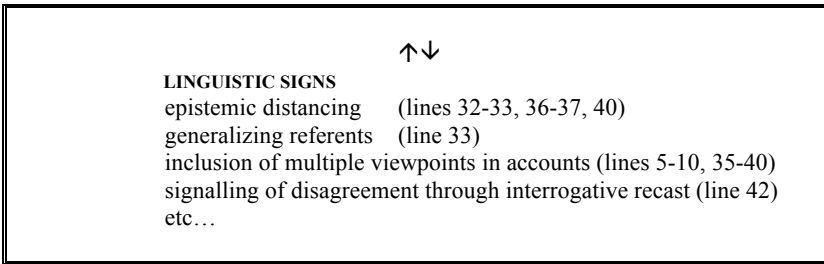 ↑↓
LINGUISTIC SIGNS
epistemic distancing (lines 32-33, 36-37, 40)
generalizing referents (line 33)
inclusion of multiple viewpoints in accounts (lines 5-10, 35-40)
signalling of disagreement through interrogative recast (line 42)
etc…